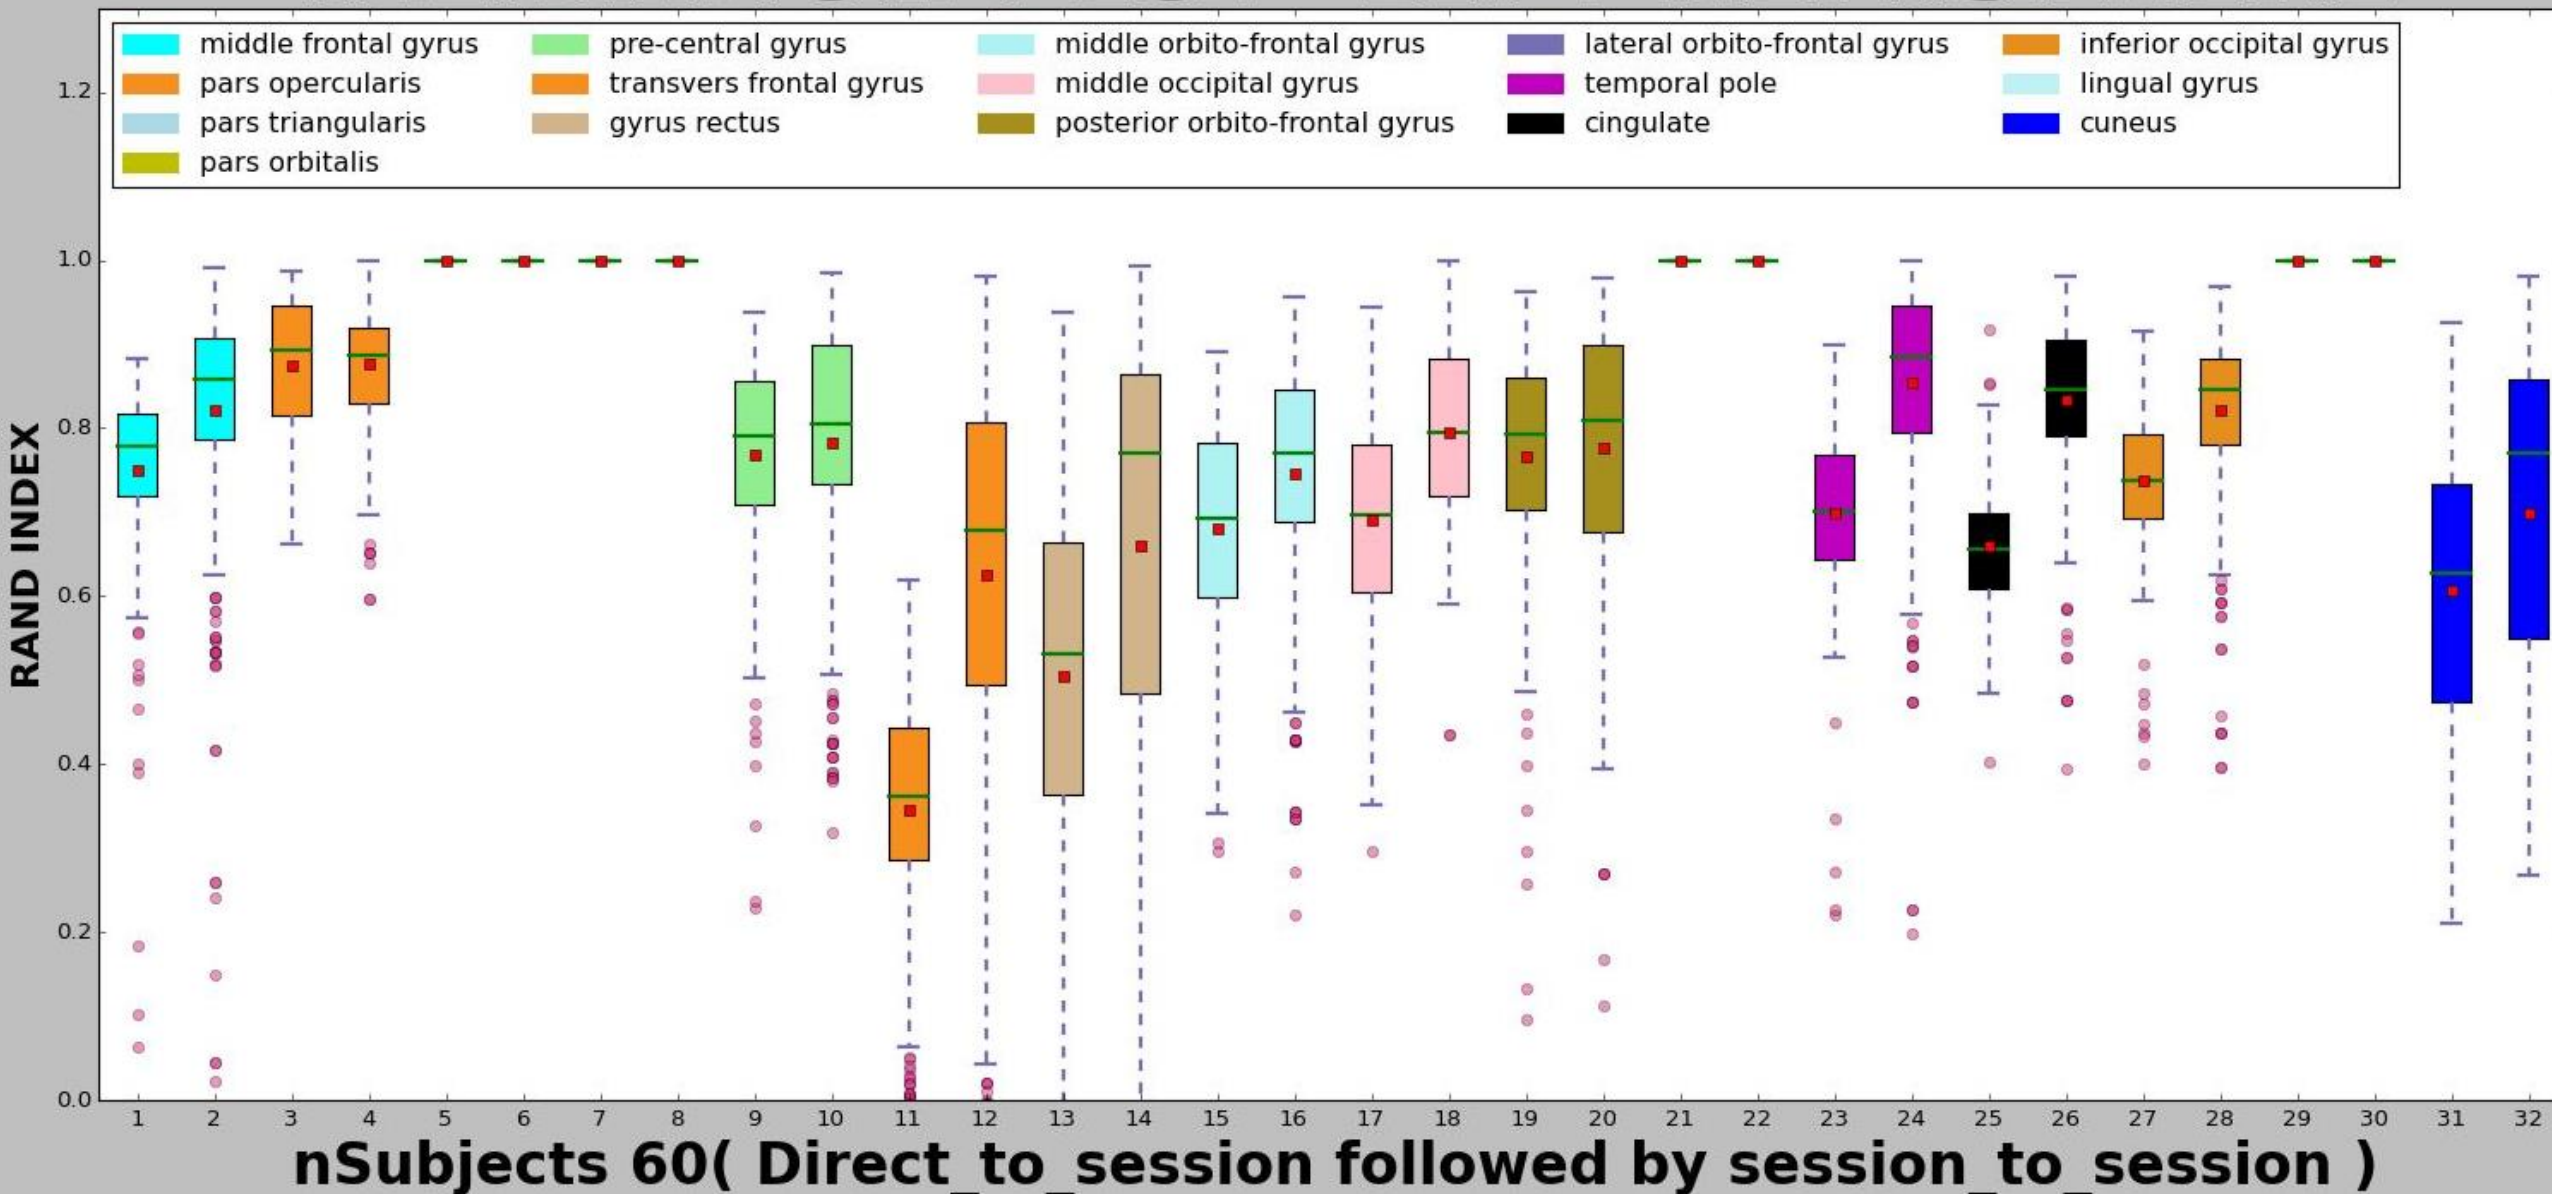 middle frontal gyrus pre-central gyrus middle orbito-frontal gyrus lateral orbito-frontal gyrus inferior occipital gyrus
pars opercularis transvers frontal gyrus middle occipital gyrus temporal pole lingual gyrus
pars triangularis gyrus rectus posterior orbito-frontal gyrus cingulate cuneus
pars orbitalis
RAND INDEX
1.2
1.0
0.8
0.6
0.4
0.2
0.0
1 2 3 4 5 6 7 8 9 10 11 12 13 14 15 16 17 18 19 20 21 22 23 24 25 26 27 28 29 30 31 32
nSubjects 60( Direct_to_session followed by session_to_session )